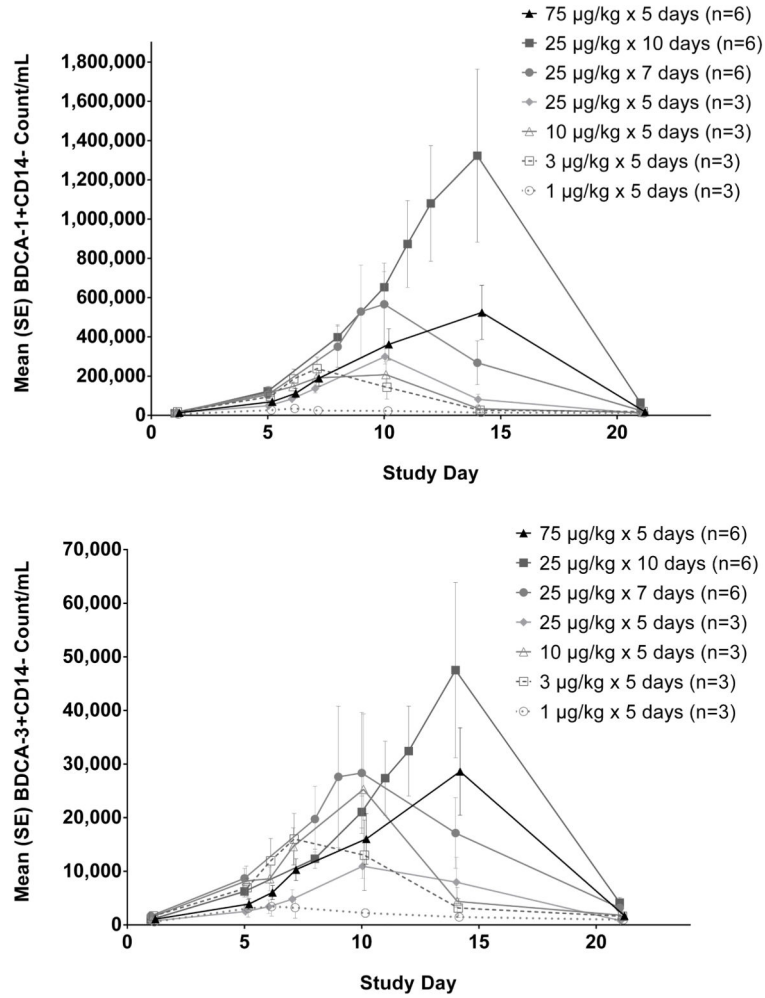 75 µg/kg x 5 days (n=6)
25 µg/kg x 10 days (n=6)
25 µg/kg x 7 days (n=6)
25 µg/kg x 5 days (n=3)
10 µg/kg x 5 days (n=3)
3 µg/kg x 5 days (n=3)
1 µg/kg x 5 days (n=3)
Mean (SE) BDCA-1+CD14- Count/mL
1,800,000
1,600,000
1,400,000
1,200,000
1,000,000
800,000
600,000
400,000
200,000
0
0 5 10 15 20
Study Day
75 µg/kg x 5 days (n=6)
25 µg/kg x 10 days (n=6)
25 µg/kg x 7 days (n=6)
25 µg/kg x 5 days (n=3)
10 µg/kg x 5 days (n=3)
3 µg/kg x 5 days (n=3)
1 µg/kg x 5 days (n=3)
Mean (SE) BDCA-3+CD14- Count/mL
70,000
60,000
50,000
40,000
30,000
20,000
10,000
0
0 5 10 15 20
Study Day